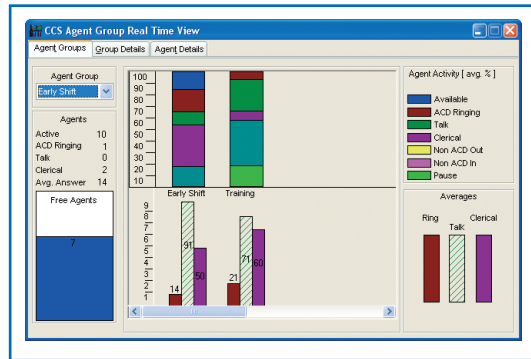 CCS Agent Group Real Time View
Agent Groups Group Details Agent Details
Agent Group
Early Shift
Agents
Active 10
ACD Ringing 1
Talk 0
Clerical 2
Avg. Answer 14
Free Agents
7
100
90
80
70
60
50
40
30
20
10
Early Shift Training
9
8
7
6
5
4
3
2
1
14
91
50
21
71
60
Agent Activity [ avg. % ]
Available
ACD Ringing
Talk
Clerical
Non ACD Out
Non ACD In
Pause
Averages
Ring Talk Clerical